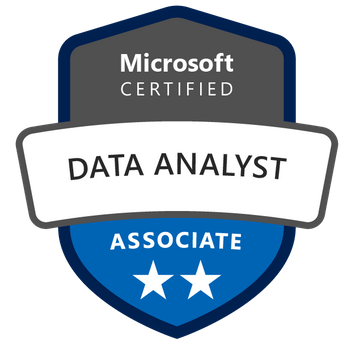 Microsoft
CERTIFIED
DATA ANALYST
ASSOCIATE